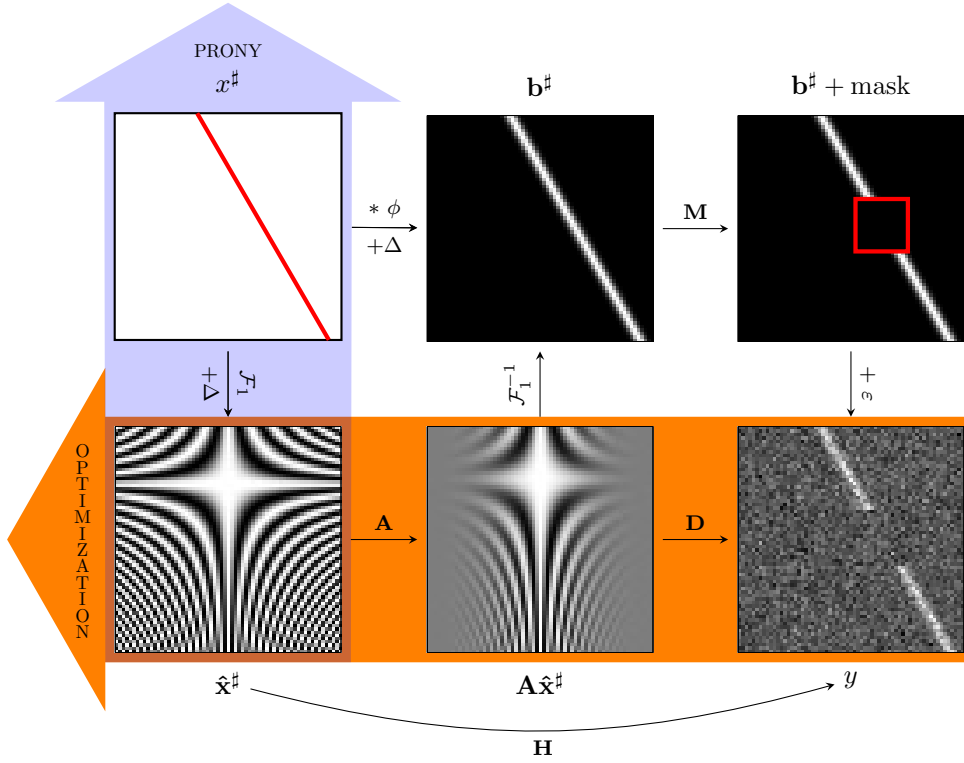 PRONY
x♯
b♯
b♯ + mask
* ϕ
+Δ
M
F₁
+Δ
F₁⁻¹
+ ε
OPTIMIZATION
A
D
x̂♯
Ax̂♯
y
H